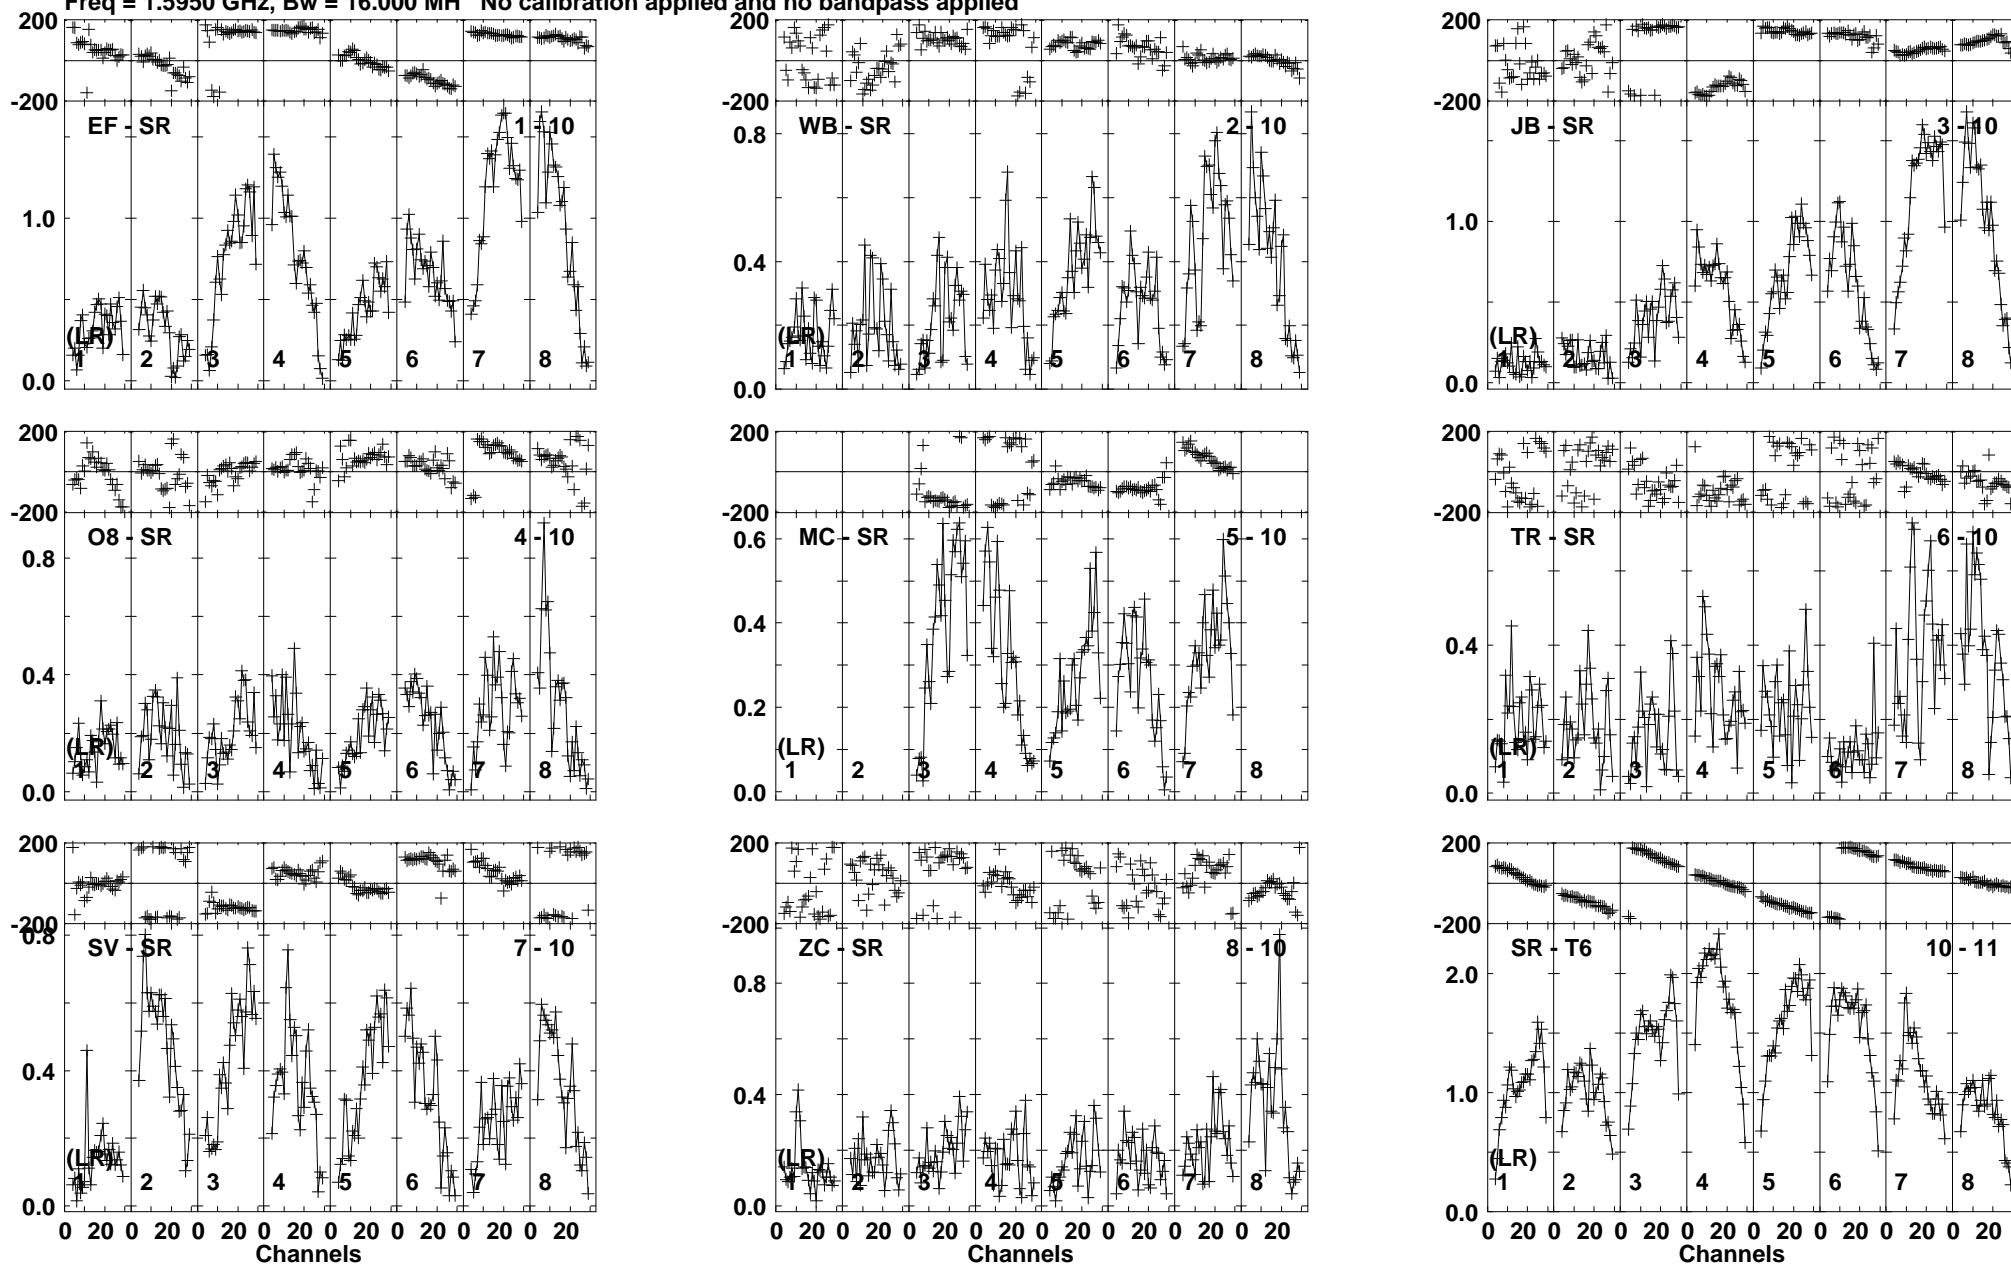 Freq = 1.5950 GHz, Bw = 16.000 MH   No calibration applied and no bandpass applied
200 200 200
-200 -200 -200
EF - SR 1 - 10 WB - SR 2 - 10 JB - SR 3 - 10
0.8
1.0 1.0
0.4
(LR) (LR) (LR)
1 2 3 4 5 6 7 8 1 2 3 4 5 6 7 8 1 2 3 4 5 6 7 8
0.0 0.0 0.0
200 200 200
-200 -200 -200
O8 - SR 4 - 10 MC - SR 5 - 10 TR - SR 6 - 10
0.8 0.6
0.4 0.4 0.4
0.2
(LR) (LR) (LR)
1 2 3 4 5 6 7 8 1 2 3 4 5 6 7 8 1 2 3 4 5 6 7 8
0.0 0.0 0.0
200 200 200
-200 -200 -200
0.8
SV - SR 7 - 10 ZC - SR 8 - 10 SR - T6 10 - 11
0.8 2.0
0.4 0.4 1.0
(LR) (LR) (LR)
1 2 3 4 5 6 7 8 1 2 3 4 5 6 7 8 1 2 3 4 5 6 7 8
0.0 0.0 0.0
0 20 0 20 0 20 0 20 0 20 0 20 0 20 0 20 0 20 0 20 0 20 0 20 0 20 0 20 0 20 0 20 0 20 0 20 0 20 0 20 0 20 0 20 0 20 0 20
Channels Channels Channels